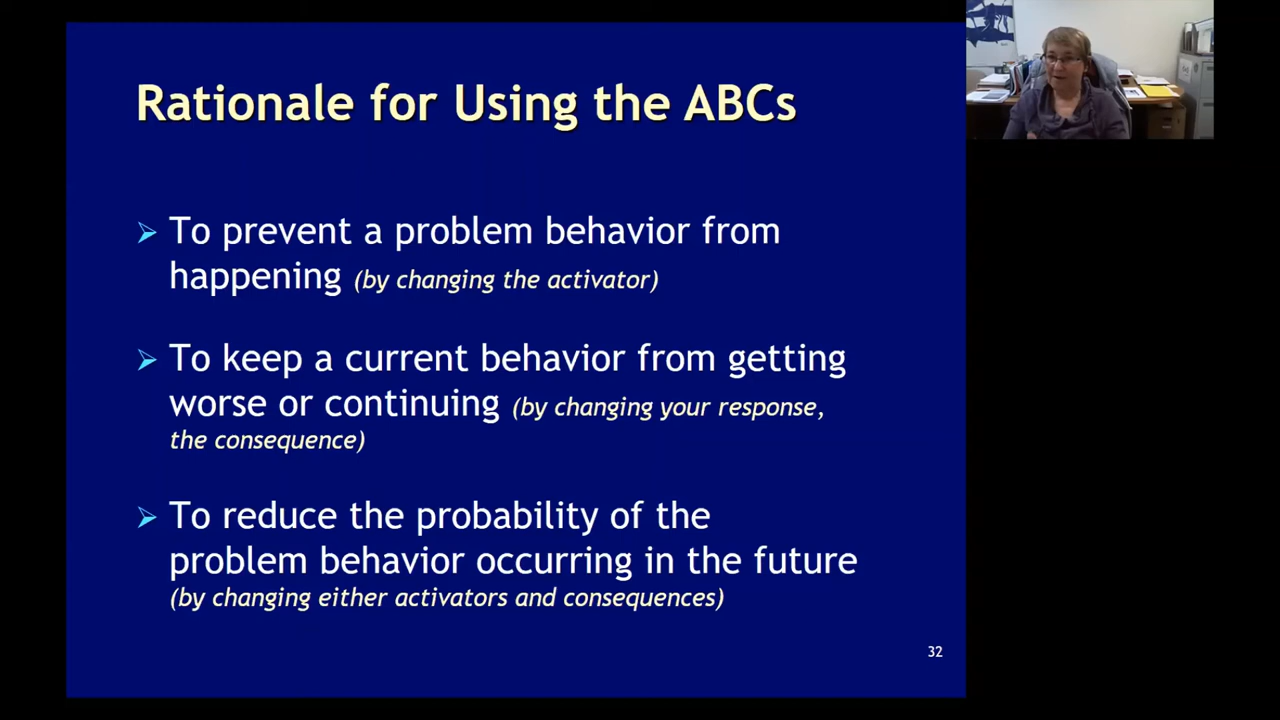 Rationale for Using the ABCs
To prevent a problem behavior from
happening (by changing the activator)
To keep a current behavior from getting
worse or continuing (by changing your response,
the consequence)
To reduce the probability of the
problem behavior occurring in the future
(by changing either activators and consequences)
32